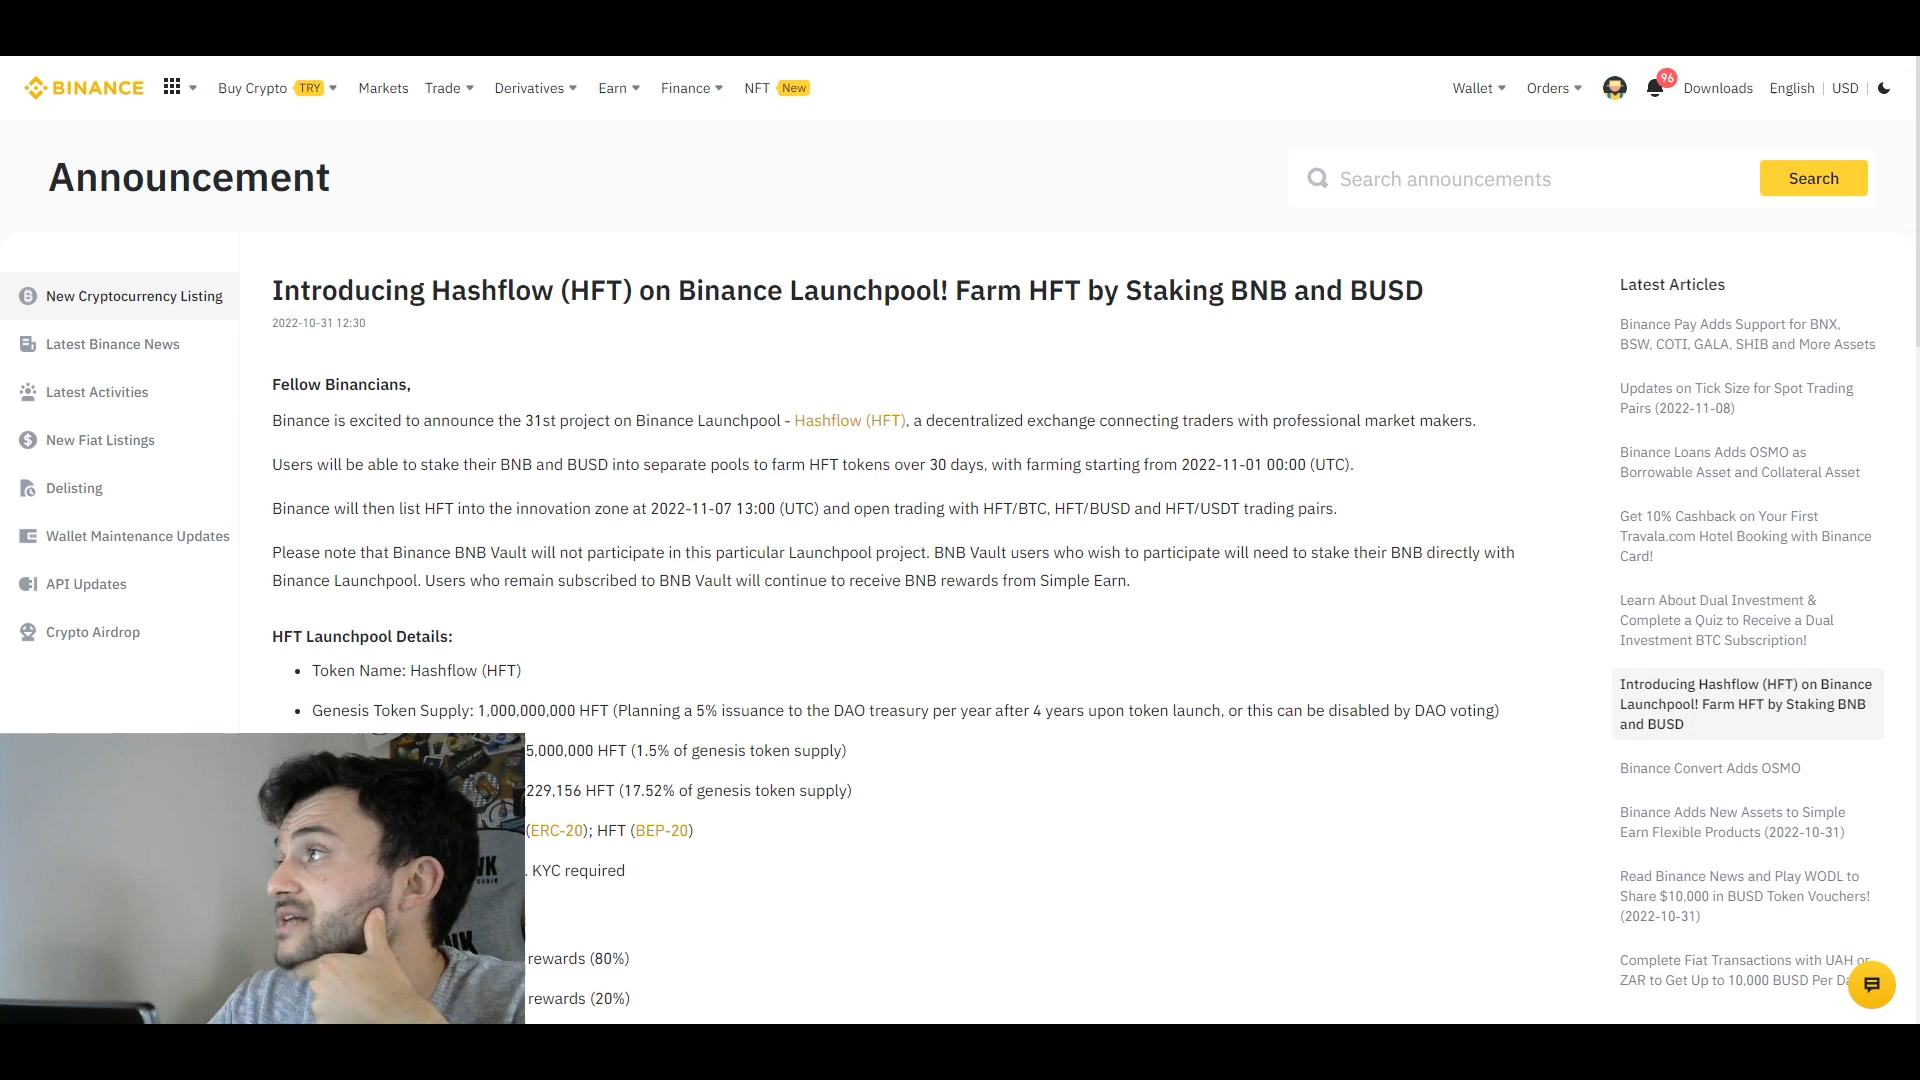 BINANCE
Buy Crypto TRY
Markets
Trade
Derivatives
Earn
Finance
NFT New
Wallet
Orders
96
Downloads
English
USD
Announcement
Search announcements
Search
New Cryptocurrency Listing
Latest Binance News
Latest Activities
New Fiat Listings
Delisting
Wallet Maintenance Updates
API Updates
Crypto Airdrop
Introducing Hashflow (HFT) on Binance Launchpool! Farm HFT by Staking BNB and BUSD
2022-10-31 12:30
Fellow Binancians,
Binance is excited to announce the 31st project on Binance Launchpool - Hashflow (HFT), a decentralized exchange connecting traders with professional market makers.
Users will be able to stake their BNB and BUSD into separate pools to farm HFT tokens over 30 days, with farming starting from 2022-11-01 00:00 (UTC).
Binance will then list HFT into the innovation zone at 2022-11-07 13:00 (UTC) and open trading with HFT/BTC, HFT/BUSD and HFT/USDT trading pairs.
Please note that Binance BNB Vault will not participate in this particular Launchpool project. BNB Vault users who wish to participate will need to stake their BNB directly with
Binance Launchpool. Users who remain subscribed to BNB Vault will continue to receive BNB rewards from Simple Earn.
HFT Launchpool Details:
Token Name: Hashflow (HFT)
Genesis Token Supply: 1,000,000,000 HFT (Planning a 5% issuance to the DAO treasury per year after 4 years upon token launch, or this can be disabled by DAO voting)
5,000,000 HFT (1.5% of genesis token supply)
229,156 HFT (17.52% of genesis token supply)
(ERC-20); HFT (BEP-20)
. KYC required
rewards (80%)
rewards (20%)
Latest Articles
Binance Pay Adds Support for BNX,
BSW, COTI, GALA, SHIB and More Assets
Updates on Tick Size for Spot Trading
Pairs (2022-11-08)
Binance Loans Adds OSMO as
Borrowable Asset and Collateral Asset
Get 10% Cashback on Your First
Travala.com Hotel Booking with Binance
Card!
Learn About Dual Investment &
Complete a Quiz to Receive a Dual
Investment BTC Subscription!
Introducing Hashflow (HFT) on Binance
Launchpool! Farm HFT by Staking BNB
and BUSD
Binance Convert Adds OSMO
Binance Adds New Assets to Simple
Earn Flexible Products (2022-10-31)
Read Binance News and Play WODL to
Share $10,000 in BUSD Token Vouchers!
(2022-10-31)
Complete Fiat Transactions with UAH or
ZAR to Get Up to 10,000 BUSD Per